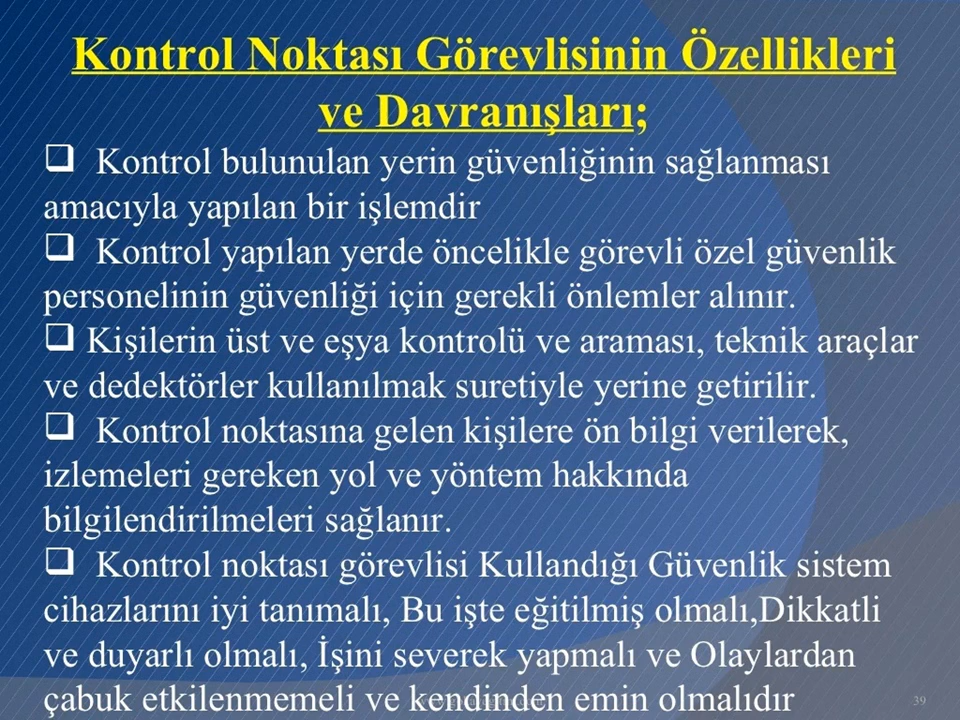 Kontrol Noktası Görevlisinin Özellikleri
ve Davranışları;
❑ Kontrol bulunulan yerin güvenliğinin sağlanması
amacıyla yapılan bir işlemdir
❑ Kontrol yapılan yerde öncelikle görevli özel güvenlik
personelinin güvenliği için gerekli önlemler alınır.
❑ Kişilerin üst ve eşya kontrolü ve araması, teknik araçlar
ve dedektörler kullanılmak suretiyle yerine getirilir.
❑ Kontrol noktasına gelen kişilere ön bilgi verilerek,
izlemeleri gereken yol ve yöntem hakkında
bilgilendirilmeleri sağlanır.
❑ Kontrol noktası görevlisi Kullandığı Güvenlik sistem
cihazlarını iyi tanımalı, Bu işte eğitilmiş olmalı,Dikkatli
ve duyarlı olmalı, İşini severek yapmalı ve Olaylardan
çabuk etkilenmemeli ve kendinden emin olmalıdır
39